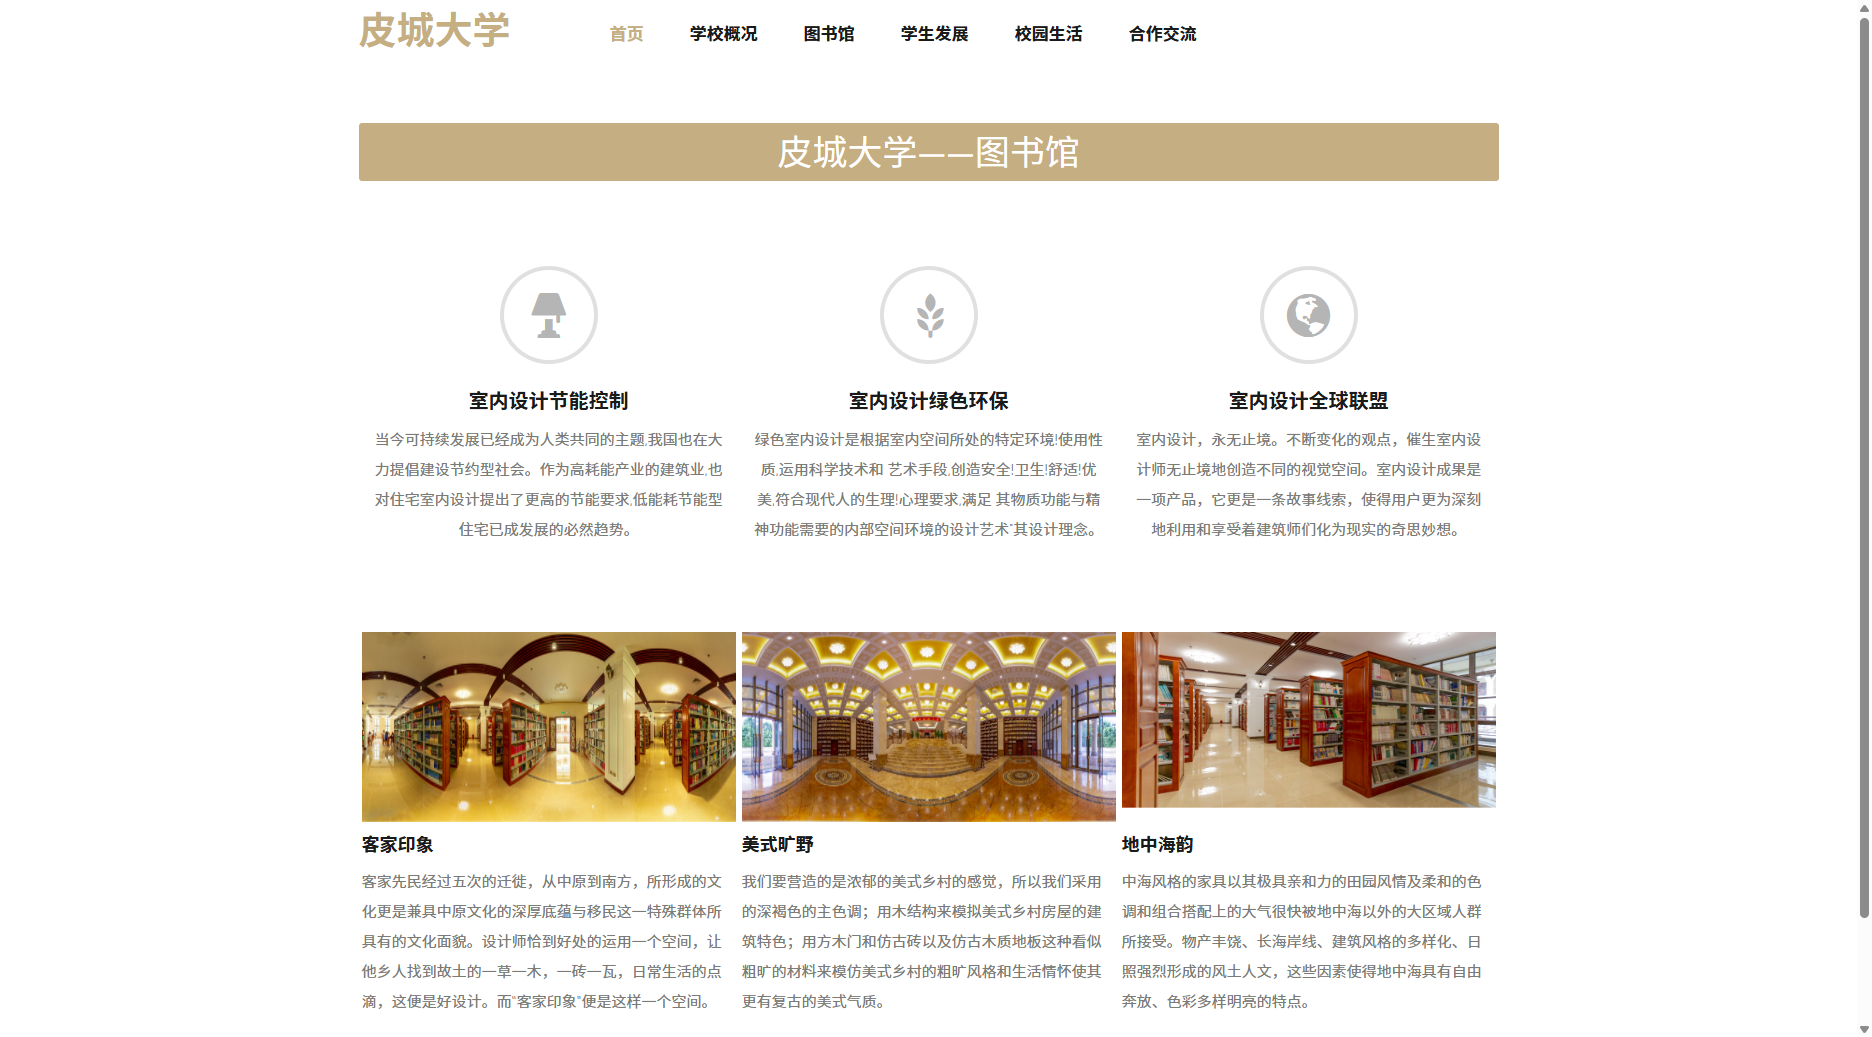 皮城大学
首页 学校概况 图书馆 学生发展 校园生活 合作交流
皮城大学——图书馆
室内设计节能控制
当今可持续发展已经成为人类共同的主题,我国也在大
力提倡建设节约型社会。作为高耗能产业的建筑业,也
对住宅室内设计提出了更高的节能要求,低能耗节能型
住宅已成发展的必然趋势。
室内设计绿色环保
绿色室内设计是根据室内空间所处的特定环境!使用性
质,运用科学技术和 艺术手段,创造安全!卫生!舒适!优
美,符合现代人的生理!心理要求,满足 其物质功能与精
神功能需要的内部空间环境的设计艺术"其设计理念。
室内设计全球联盟
室内设计，永无止境。不断变化的观点，催生室内设
计师无止境地创造不同的视觉空间。室内设计成果是
一项产品，它更是一条故事线索，使得用户更为深刻
地利用和享受着建筑师们化为现实的奇思妙想。
客家印象
客家先民经过五次的迁徙，从中原到南方，所形成的文
化更是兼具中原文化的深厚底蕴与移民这一特殊群体所
具有的文化面貌。设计师恰到好处的运用一个空间，让
他乡人找到故土的一草一木，一砖一瓦，日常生活的点
滴，这便是好设计。而"客家印象"便是这样一个空间。
美式旷野
我们要营造的是浓郁的美式乡村的感觉，所以我们采用
的深褐色的主色调；用木结构来模拟美式乡村房屋的建
筑特色；用方木门和仿古砖以及仿古木质地板这种看似
粗旷的材料来模仿美式乡村的粗旷风格和生活情怀使其
更有复古的美式气质。
地中海韵
中海风格的家具以其极具亲和力的田园风情及柔和的色
调和组合搭配上的大气很快被地中海以外的大区域人群
所接受。物产丰饶、长海岸线、建筑风格的多样化、日
照强烈形成的风土人文，这些因素使得地中海具有自由
奔放、色彩多样明亮的特点。